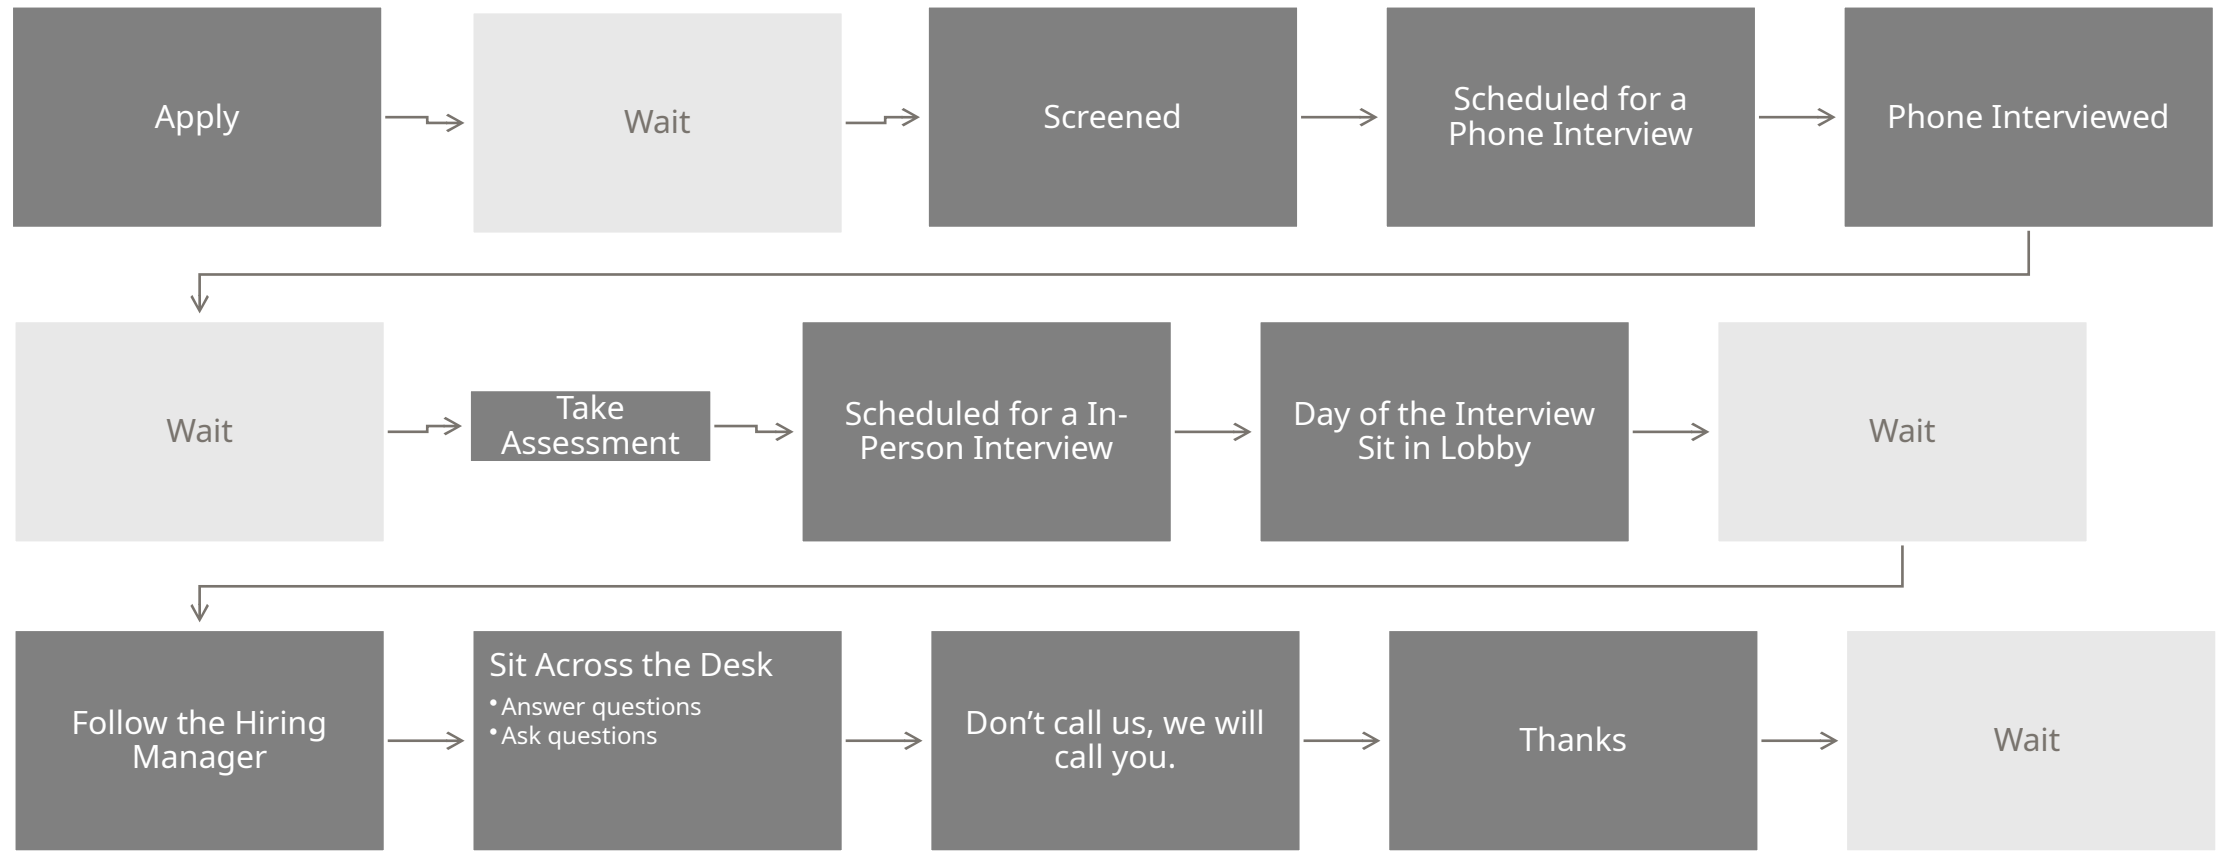 Apply
Wait
Screened
Scheduled for a
Phone Interview
Phone Interviewed
Wait
Take
Assessment
Scheduled for a In-
Person Interview
Day of the Interview
Sit in Lobby
Wait
Follow the Hiring
Manager
Sit Across the Desk
•Answer questions
•Ask questions
Don’t call us, we will
call you.
Thanks
Wait